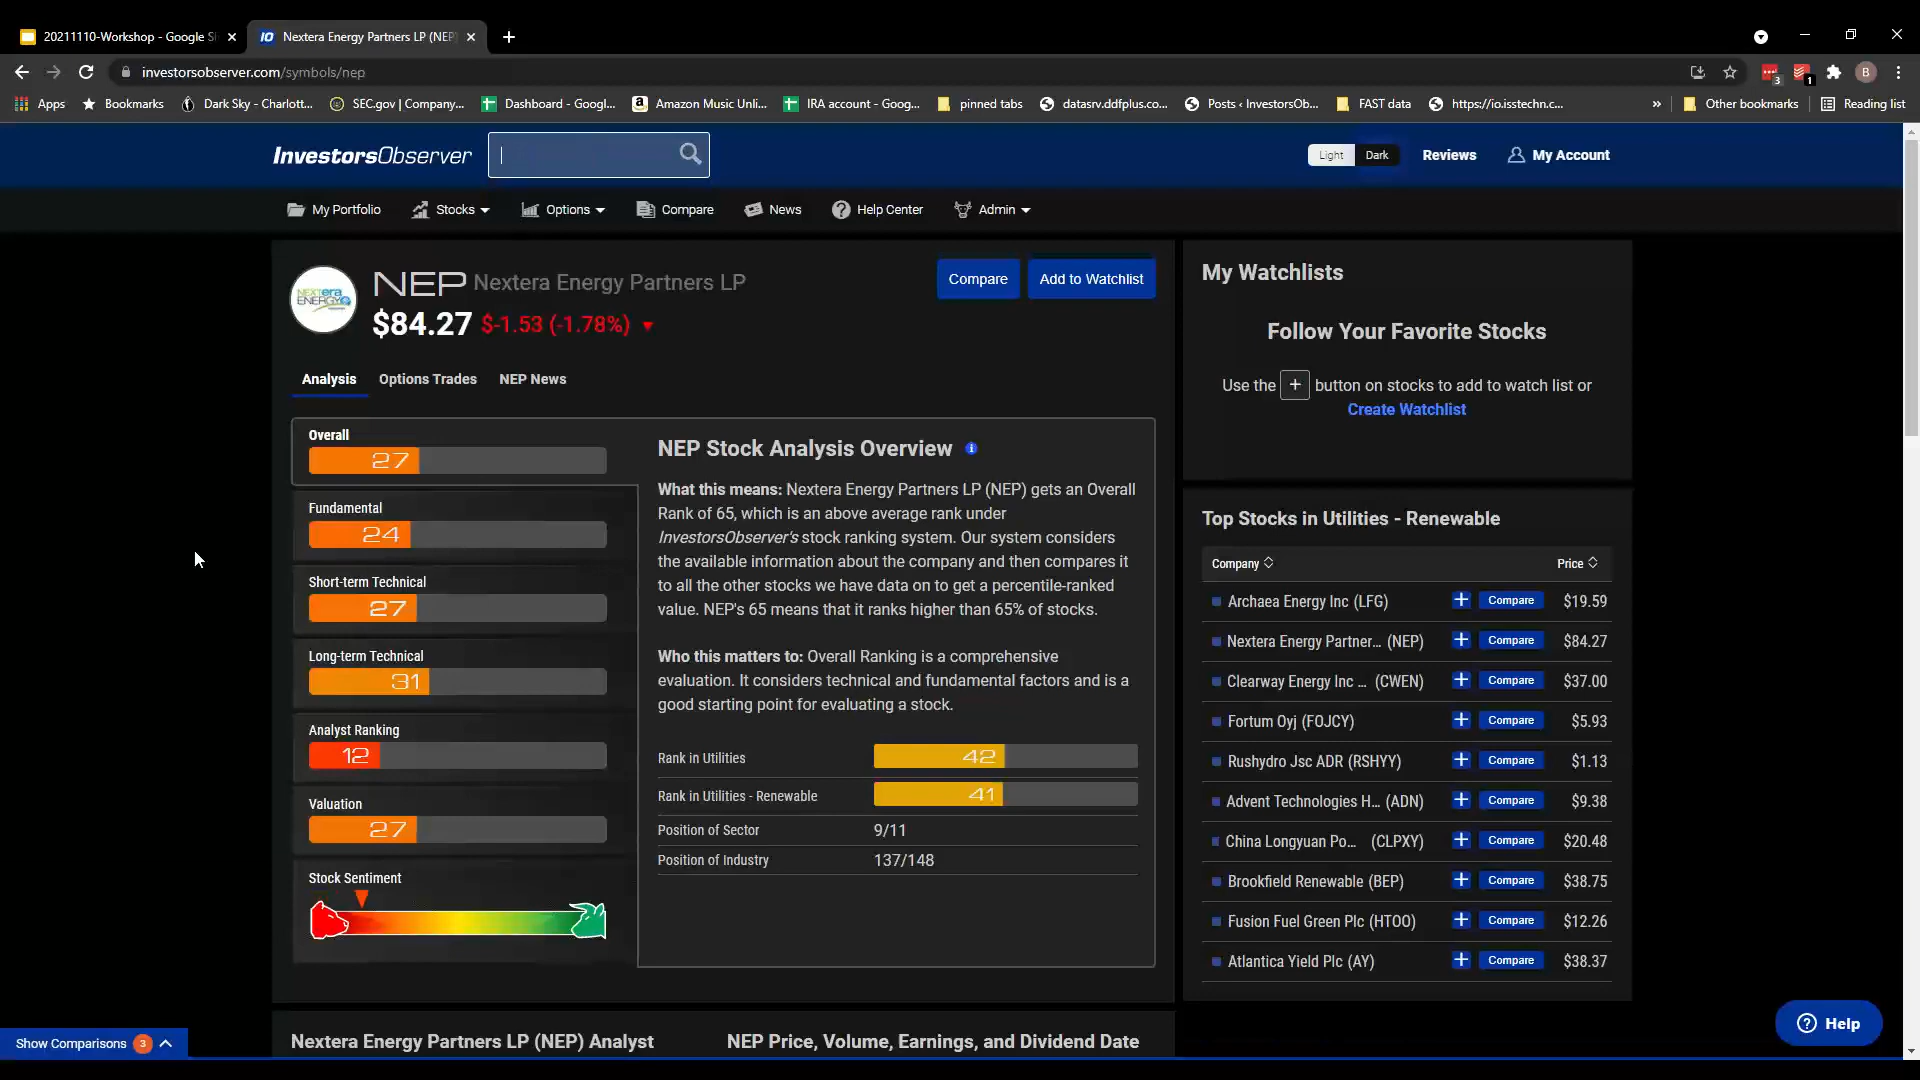 20211110-Workshop - Google Sl
Nextera Energy Partners LP (NEP
investorsobserver.com/symbols/nep
3
1
B
Apps
Bookmarks
Dark Sky - Charlott...
SEC.gov | Company...
Dashboard - Googl...
Amazon Music Unli...
IRA account - Goog...
pinned tabs
datasrv.ddfplus.co...
Posts ‹ InvestorsOb...
FAST data
https://io.isstechn.c...
»
Other bookmarks
Reading list
InvestorsObserver
Light
Dark
Reviews
My Account
My Portfolio
Stocks
Options
Compare
News
Help Center
Admin
NEP Nextera Energy Partners LP
$84.27 $-1.53 (-1.78%)
Compare
Add to Watchlist
Analysis
Options Trades
NEP News
Overall
27
Fundamental
24
Short-term Technical
27
Long-term Technical
31
Analyst Ranking
12
Valuation
27
Stock Sentiment
NEP Stock Analysis Overview
What this means: Nextera Energy Partners LP (NEP) gets an Overall
Rank of 65, which is an above average rank under
InvestorsObserver's stock ranking system. Our system considers
the available information about the company and then compares it
to all the other stocks we have data on to get a percentile-ranked
value. NEP's 65 means that it ranks higher than 65% of stocks.
Who this matters to: Overall Ranking is a comprehensive
evaluation. It considers technical and fundamental factors and is a
good starting point for evaluating a stock.
Rank in Utilities 42
Rank in Utilities - Renewable 41
Position of Sector 9/11
Position of Industry 137/148
My Watchlists
Follow Your Favorite Stocks
Use the + button on stocks to add to watch list or
Create Watchlist
Top Stocks in Utilities - Renewable
Company Price
Archaea Energy Inc (LFG) + Compare $19.59
Nextera Energy Partner... (NEP) + Compare $84.27
Clearway Energy Inc ... (CWEN) + Compare $37.00
Fortum Oyj (FOJCY) + Compare $5.93
Rushydro Jsc ADR (RSHYY) + Compare $1.13
Advent Technologies H... (ADN) + Compare $9.38
China Longyuan Po... (CLPXY) + Compare $20.48
Brookfield Renewable (BEP) + Compare $38.75
Fusion Fuel Green Plc (HTOO) + Compare $12.26
Atlantica Yield Plc (AY) + Compare $38.37
Nextera Energy Partners LP (NEP) Analyst
NEP Price, Volume, Earnings, and Dividend Date
Show Comparisons 3
Help
NEXTera
ENERGY